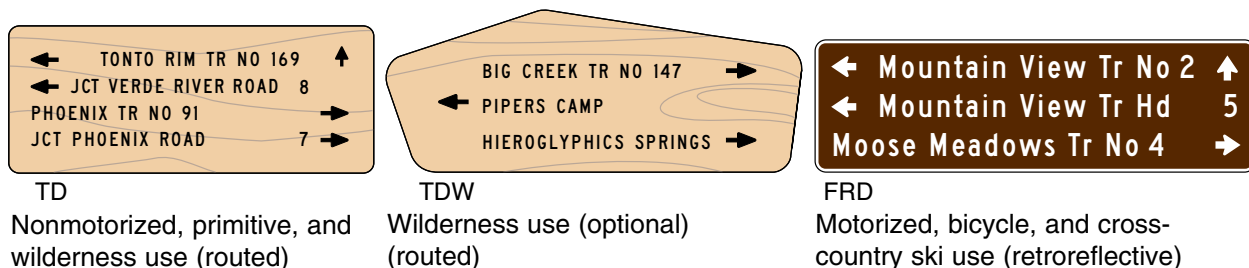 TONTO RIM TR NO 169
JCT VERDE RIVER ROAD 8
PHOENIX TR NO 91
JCT PHOENIX ROAD 7
TD
Nonmotorized, primitive, and
wilderness use (routed)
BIG CREEK TR NO 147
PIPERS CAMP
HIEROGLYPHICS SPRINGS
TDW
Wilderness use (optional)
(routed)
Mountain View Tr No 2
Mountain View Tr Hd 5
Moose Meadows Tr No 4
FRD
Motorized, bicycle, and cross-
country ski use (retroreflective)